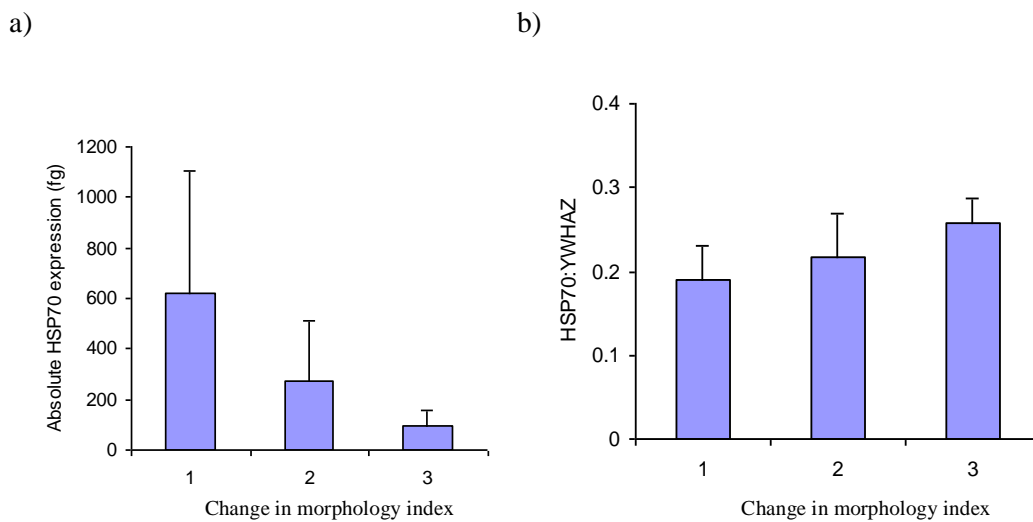 a)
Absolute HSP70 expression (fg)
1200
1000
800
600
400
200
0
1 2 3
Change in morphology index
b)
HSP70:YWHAZ
0.4
0.3
0.2
0.1
0
1 2 3
Change in morphology index